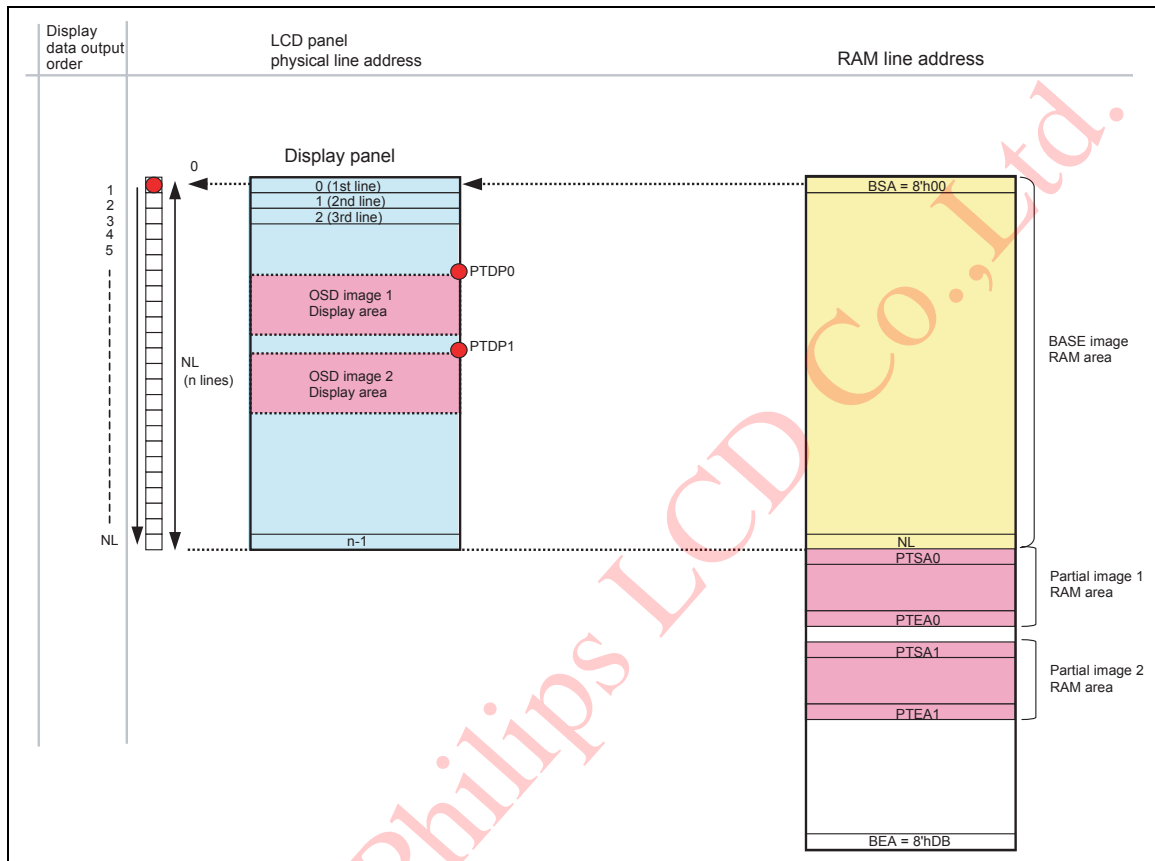 Display
data output
order
LCD panel
physical line address
RAM line address
Display panel
0
1
2
3
4
5
NL
NL
(n lines)
0 (1st line)
1 (2nd line)
2 (3rd line)
PTDP0
OSD image 1
Display area
PTDP1
OSD image 2
Display area
n-1
BSA = 8'h00
BASE image
RAM area
NL
PTSA0
Partial image 1
RAM area
PTEA0
PTSA1
Partial image 2
RAM area
PTEA1
BEA = 8'hDB
Philips LCD Co.,Ltd.